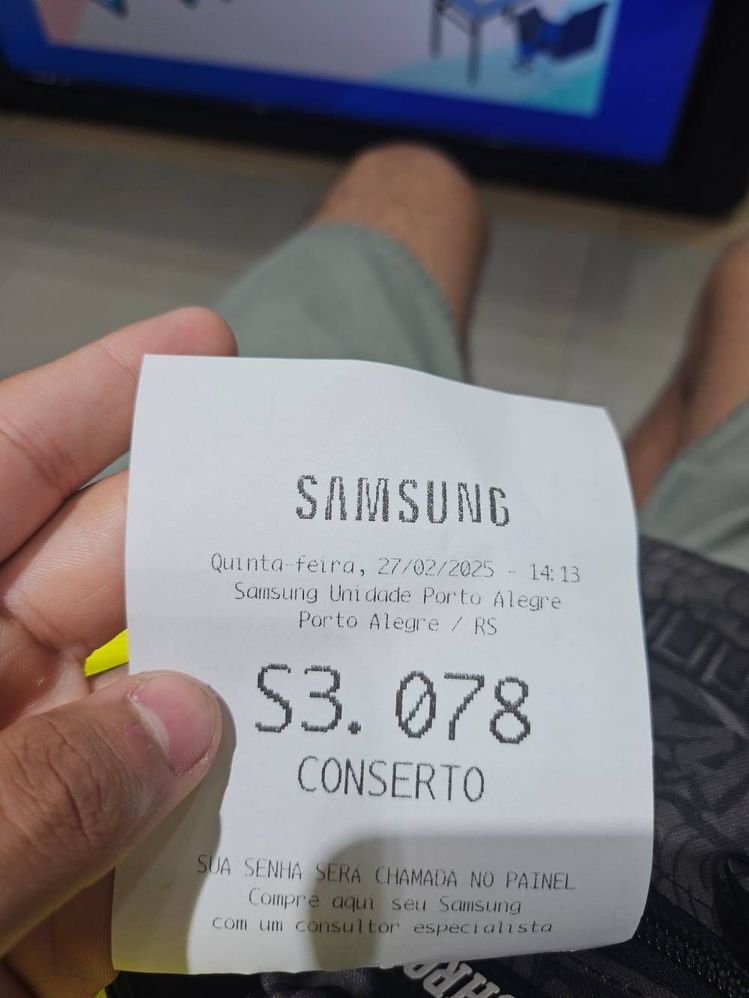 SAMSUNG
Quinta-feira, 27/02/2025 - 14:13
Samsung Unidade Porto Alegre
Porto Alegre / RS
S3. 078
CONSERTO
SUA SENHA SERA CHAMADA NO PAINEL
Compre aqui seu Samsung
com um consultor especialista